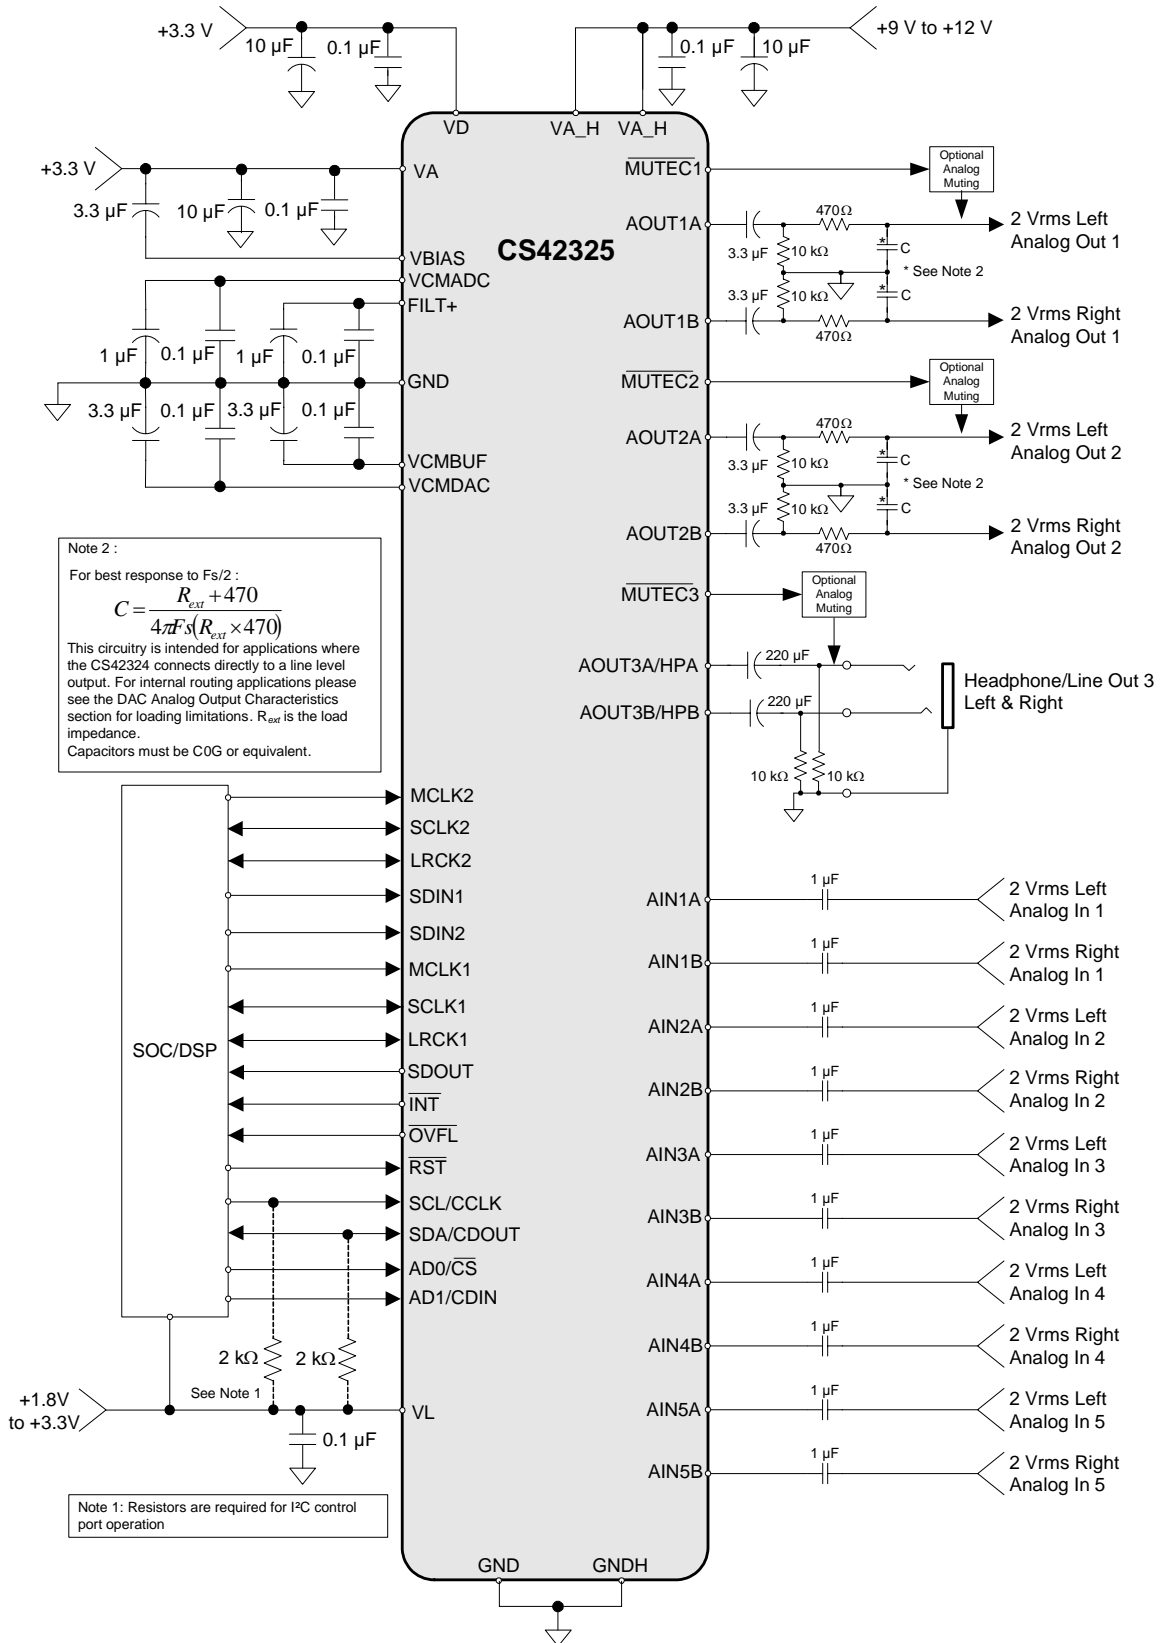 +3.3 V
10 µF
0.1 µF
0.1 µF
10 µF
+9 V to +12 V
VD
VA_H
VA_H
+3.3 V
VA
3.3 µF
10 µF
0.1 µF
VBIAS
VCMADC
FILT+
1 µF
0.1 µF
1 µF
0.1 µF
GND
3.3 µF
0.1 µF
3.3 µF
0.1 µF
VCMBUF
VCMDAC
CS42325
MUTEC1
Optional
Analog
Muting
AOUT1A
470Ω
2 Vrms Left
Analog Out 1
3.3 µF
10 kΩ
* C
* See Note 2
3.3 µF
10 kΩ
* C
AOUT1B
470Ω
2 Vrms Right
Analog Out 1
MUTEC2
Optional
Analog
Muting
AOUT2A
470Ω
2 Vrms Left
Analog Out 2
3.3 µF
10 kΩ
* C
* See Note 2
3.3 µF
10 kΩ
* C
AOUT2B
470Ω
2 Vrms Right
Analog Out 2
MUTEC3
Optional
Analog
Muting
AOUT3A/HPA
220 µF
AOUT3B/HPB
220 µF
Headphone/Line Out 3
Left & Right
10 kΩ
10 kΩ
Note 2 :
For best response to Fs/2 :
C = (R_ext + 470) / (4πFs(R_ext × 470))
This circuitry is intended for applications where
the CS42324 connects directly to a line level
output. For internal routing applications please
see the DAC Analog Output Characteristics
section for loading limitations. Rext is the load
impedance.
Capacitors must be C0G or equivalent.
SOC/DSP
MCLK2
SCLK2
LRCK2
SDIN1
SDIN2
MCLK1
SCLK1
LRCK1
SDOUT
INT
OVFL
RST
SCL/CCLK
SDA/CDOUT
AD0/CS
AD1/CDIN
2 kΩ
2 kΩ
See Note 1
+1.8V
to +3.3V
VL
0.1 µF
Note 1: Resistors are required for I²C control
port operation
AIN1A
1 µF
2 Vrms Left
Analog In 1
AIN1B
1 µF
2 Vrms Right
Analog In 1
AIN2A
1 µF
2 Vrms Left
Analog In 2
AIN2B
1 µF
2 Vrms Right
Analog In 2
AIN3A
1 µF
2 Vrms Left
Analog In 3
AIN3B
1 µF
2 Vrms Right
Analog In 3
AIN4A
1 µF
2 Vrms Left
Analog In 4
AIN4B
1 µF
2 Vrms Right
Analog In 4
AIN5A
1 µF
2 Vrms Left
Analog In 5
AIN5B
1 µF
2 Vrms Right
Analog In 5
GND
GNDH